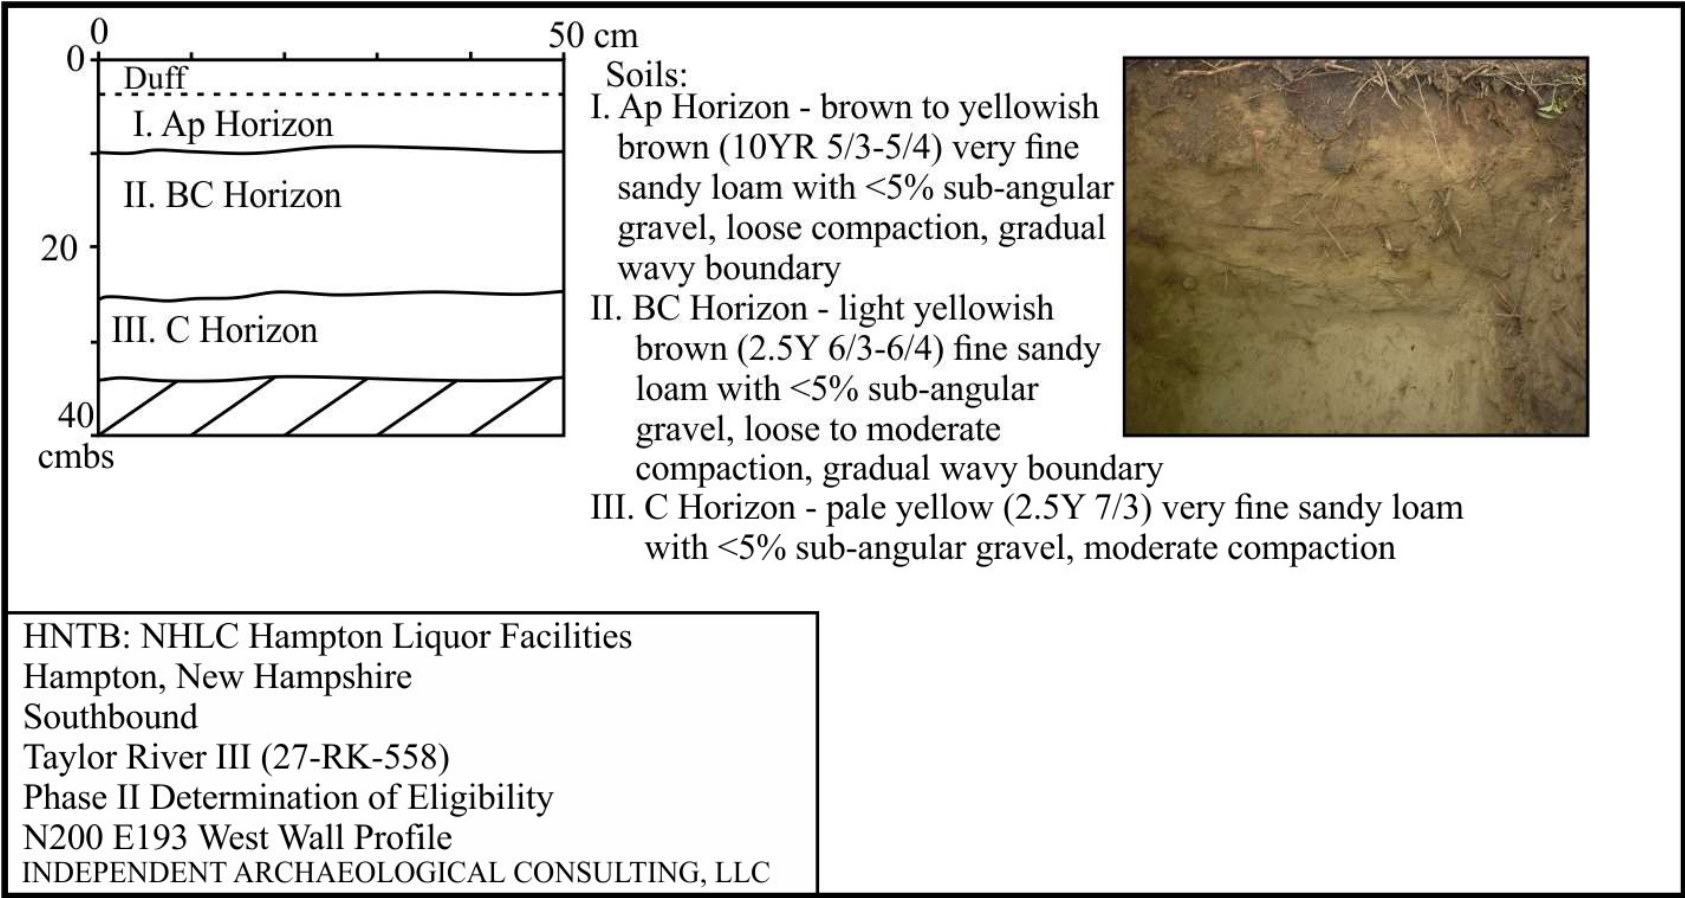 0
50 cm
0
Duff
I. Ap Horizon
II. BC Horizon
20
III. C Horizon
40
cmbs
Soils:
I. Ap Horizon - brown to yellowish
brown (10YR 5/3-5/4) very fine
sandy loam with <5% sub-angular
gravel, loose compaction, gradual
wavy boundary
II. BC Horizon - light yellowish
brown (2.5Y 6/3-6/4) fine sandy
loam with <5% sub-angular
gravel, loose to moderate
compaction, gradual wavy boundary
III. C Horizon - pale yellow (2.5Y 7/3) very fine sandy loam
with <5% sub-angular gravel, moderate compaction
HNTB: NHLC Hampton Liquor Facilities
Hampton, New Hampshire
Southbound
Taylor River III (27-RK-558)
Phase II Determination of Eligibility
N200 E193 West Wall Profile
INDEPENDENT ARCHAEOLOGICAL CONSULTING, LLC